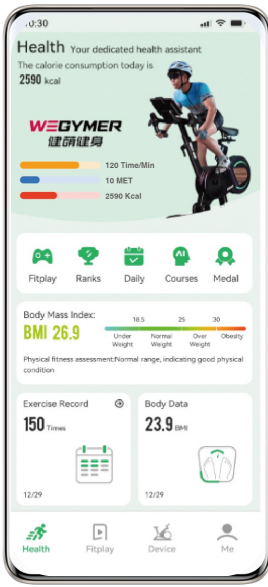 10:30
Health Your dedicated health assistant
The calorie consumption today is
2590 kcal
WEGYMER
健萌健身
120 Time/Min
10 MET
2590 Kcal
AI
Fitplay Ranks Daily Courses Medal
Body Mass Index:
BMI 26.9
18.5 25 30
Under Weight Normal Weight Over Weight Obesity
Physical fitness assessment:Normal range, indicating good physical
condition
Exercise Record
150 Times
12/29
Body Data
23.9 BMI
12/29
Health Fitplay Device Me